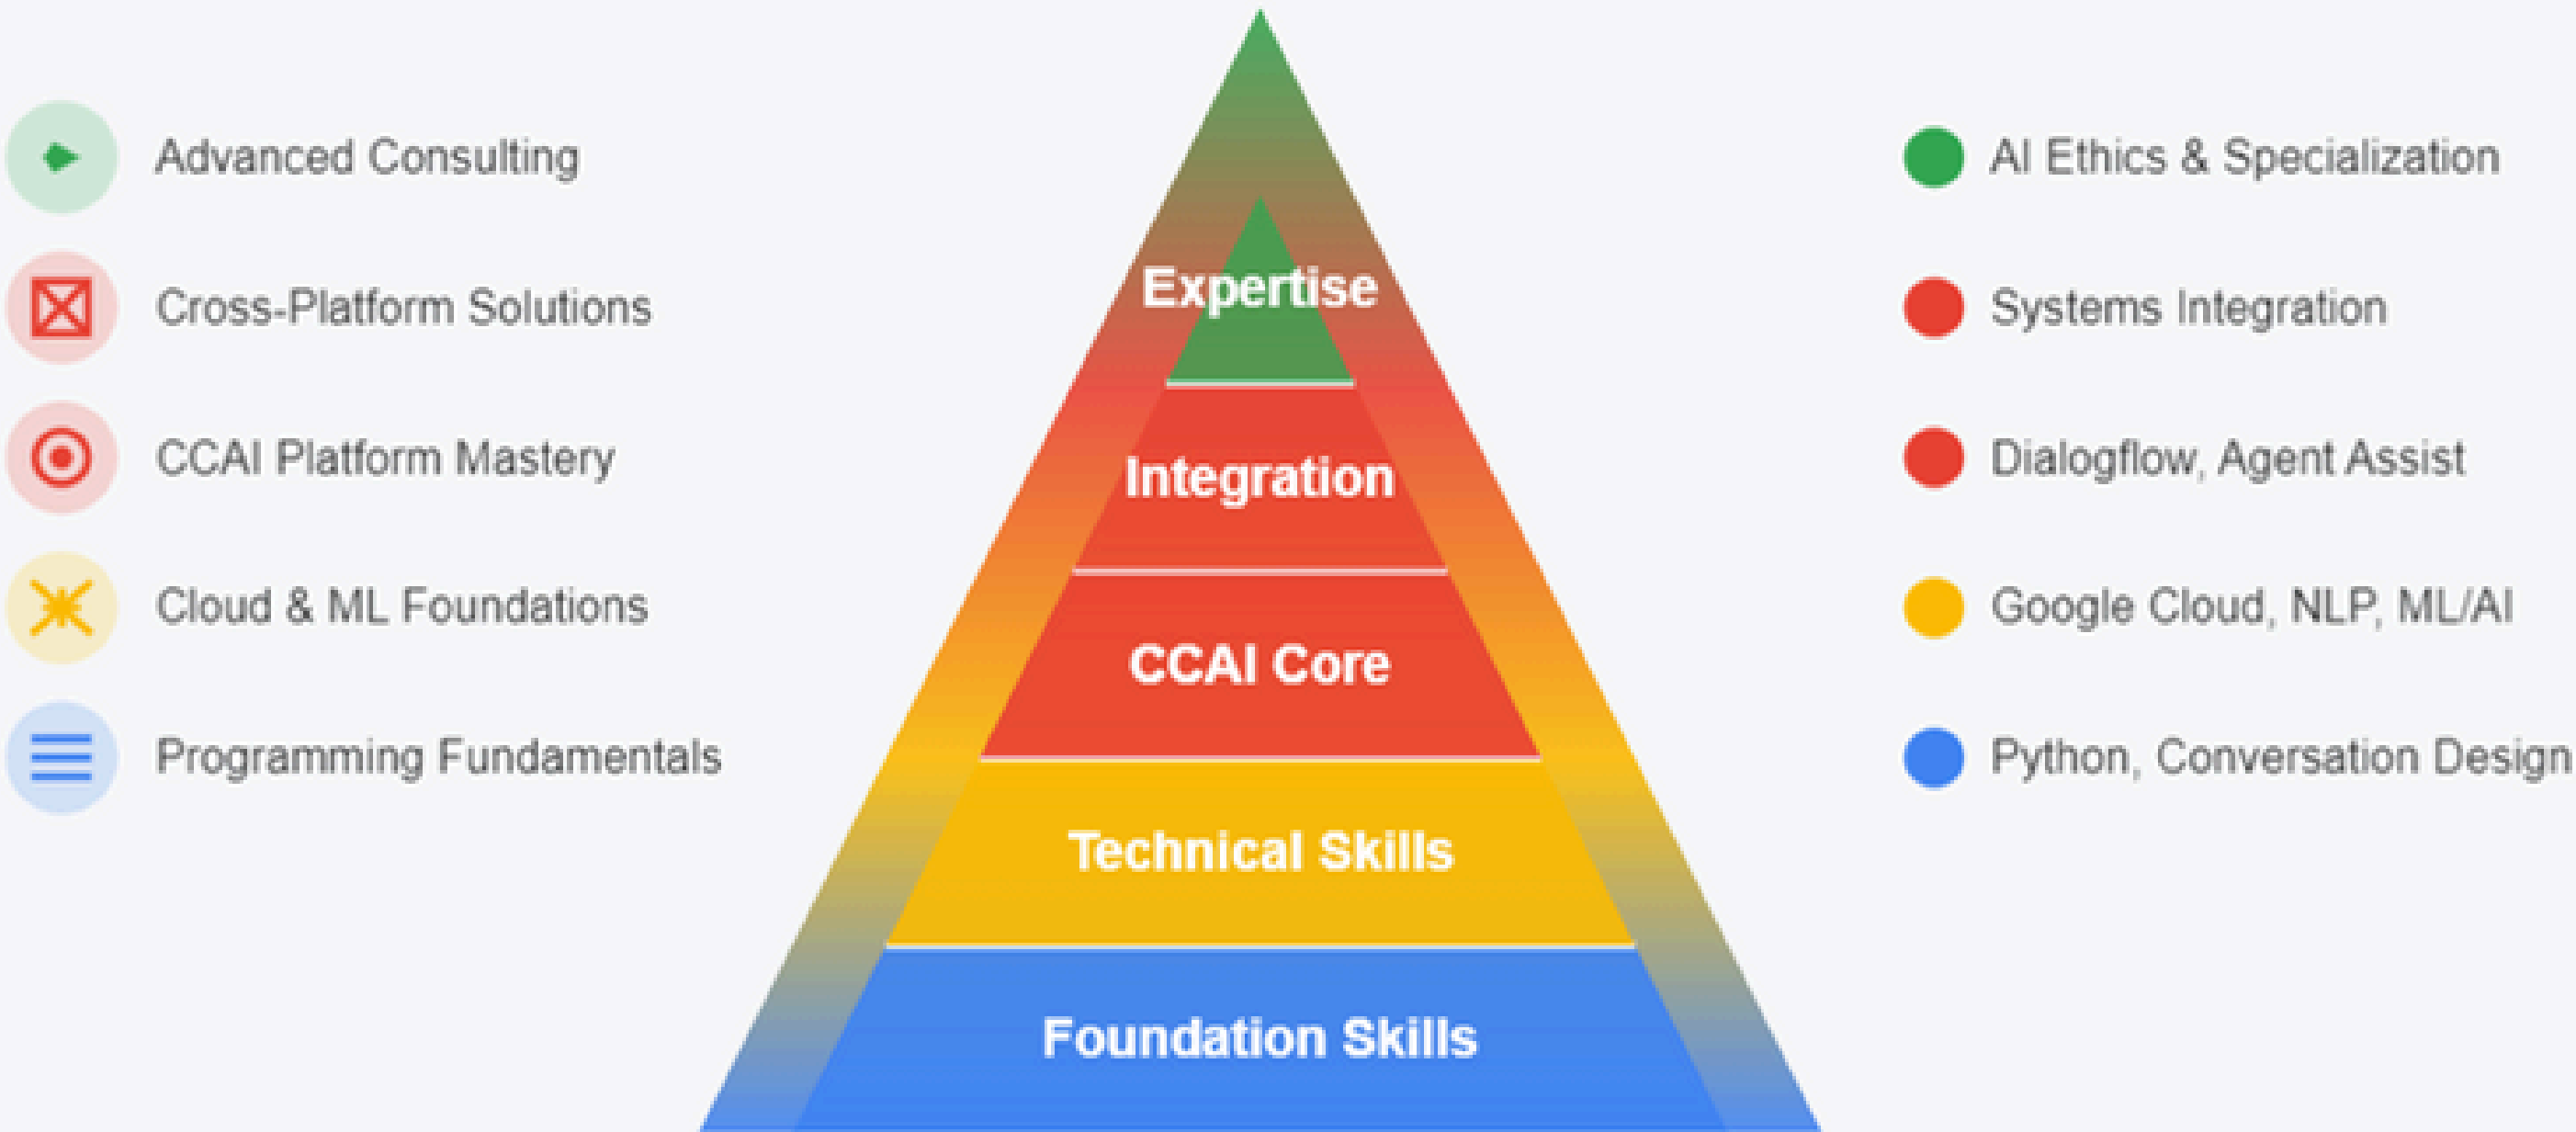 Advanced Consulting
Cross-Platform Solutions
CCAI Platform Mastery
Cloud & ML Foundations
Programming Fundamentals
Expertise
Integration
CCAI Core
Technical Skills
Foundation Skills
AI Ethics & Specialization
Systems Integration
Dialogflow, Agent Assist
Google Cloud, NLP, ML/AI
Python, Conversation Design